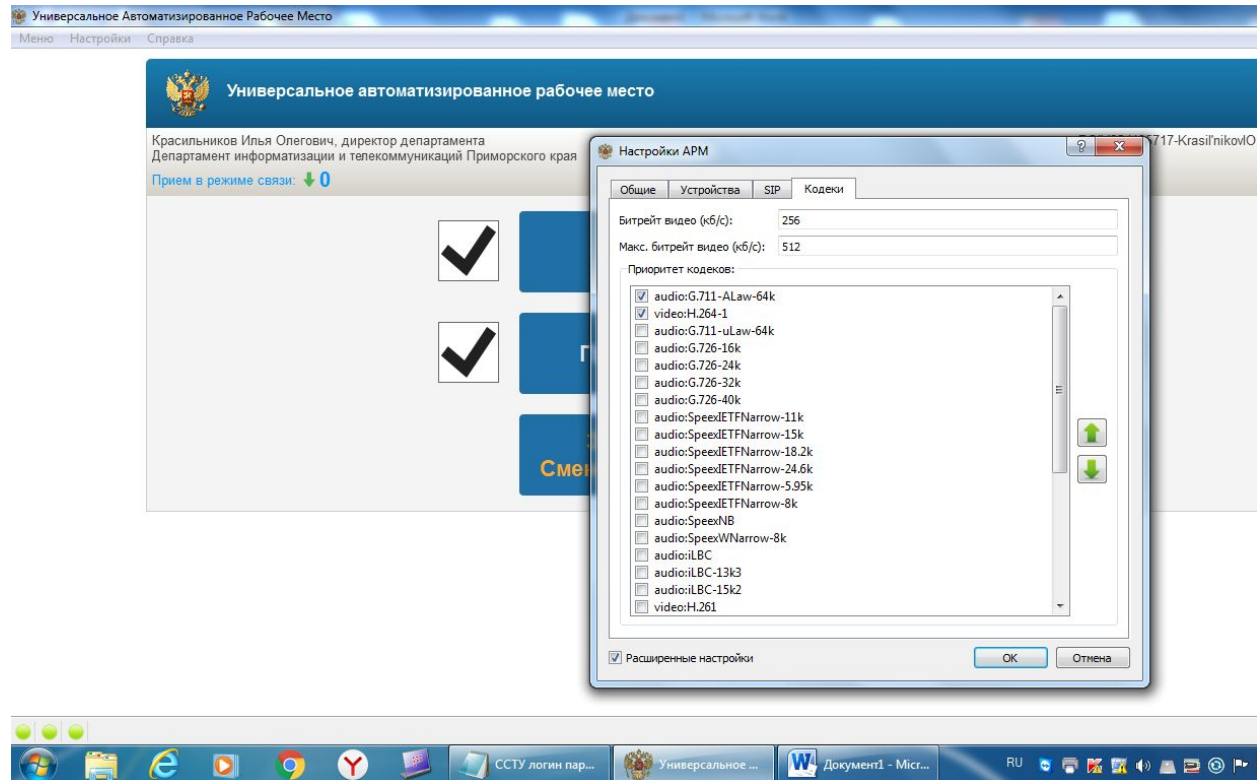 Универсальное Автоматизированное Рабочее Место
Меню Настройки Справка
Универсальное автоматизированное рабочее место
Красильников Илья Олегович, директор департамента
Департамент информатизации и телекоммуникаций Приморского края
717-Krasil'nikovIO
Прием в режиме связи: 0
Настройки АРМ
Общие Устройства SIP Кодеки
Битрейт видео (кб/с): 256
Макс. битрейт видео (кб/с): 512
Приоритет кодеков:
audio:G.711-ALaw-64k
video:H.264-1
audio:G.711-uLaw-64k
audio:G.726-16k
audio:G.726-24k
audio:G.726-32k
audio:G.726-40k
audio:SpeexIETFNarrow-11k
audio:SpeexIETFNarrow-15k
audio:SpeexIETFNarrow-18.2k
audio:SpeexIETFNarrow-24.6k
audio:SpeexIETFNarrow-5.95k
audio:SpeexIETFNarrow-8k
audio:SpeexNB
audio:SpeexWNarrow-8k
audio:iLBC
audio:iLBC-13k3
audio:iLBC-15k2
video:H.261
Смен
Расширенные настройки
OK Отмена
ССТУ логин пар... Универсальное ... Документ1 - Micr... RU